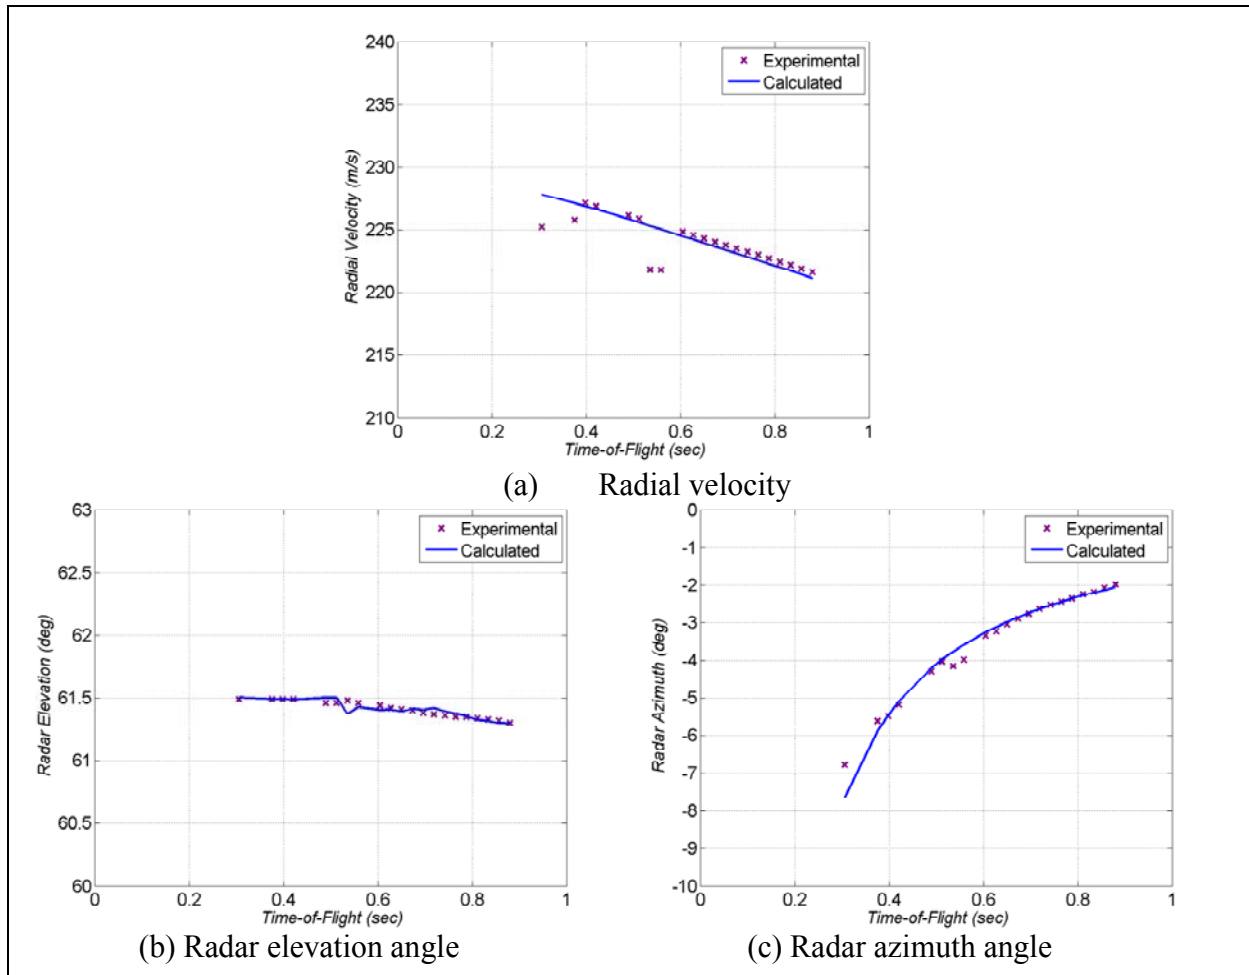 240
235
230
225
220
215
210
Radial Velocity (m/s)
Experimental
Calculated
0 0.2 0.4 0.6 0.8 1
Time-of-Flight (sec)
(a) Radial velocity
63
62.5
62
61.5
61
60.5
60
Radar Elevation (deg)
Experimental
Calculated
0 0.2 0.4 0.6 0.8 1
Time-of-Flight (sec)
(b) Radar elevation angle
0
-1
-2
-3
-4
-5
-6
-7
-8
-9
-10
Radar Azimuth (deg)
Experimental
Calculated
0 0.2 0.4 0.6 0.8 1
Time-of-Flight (sec)
(c) Radar azimuth angle